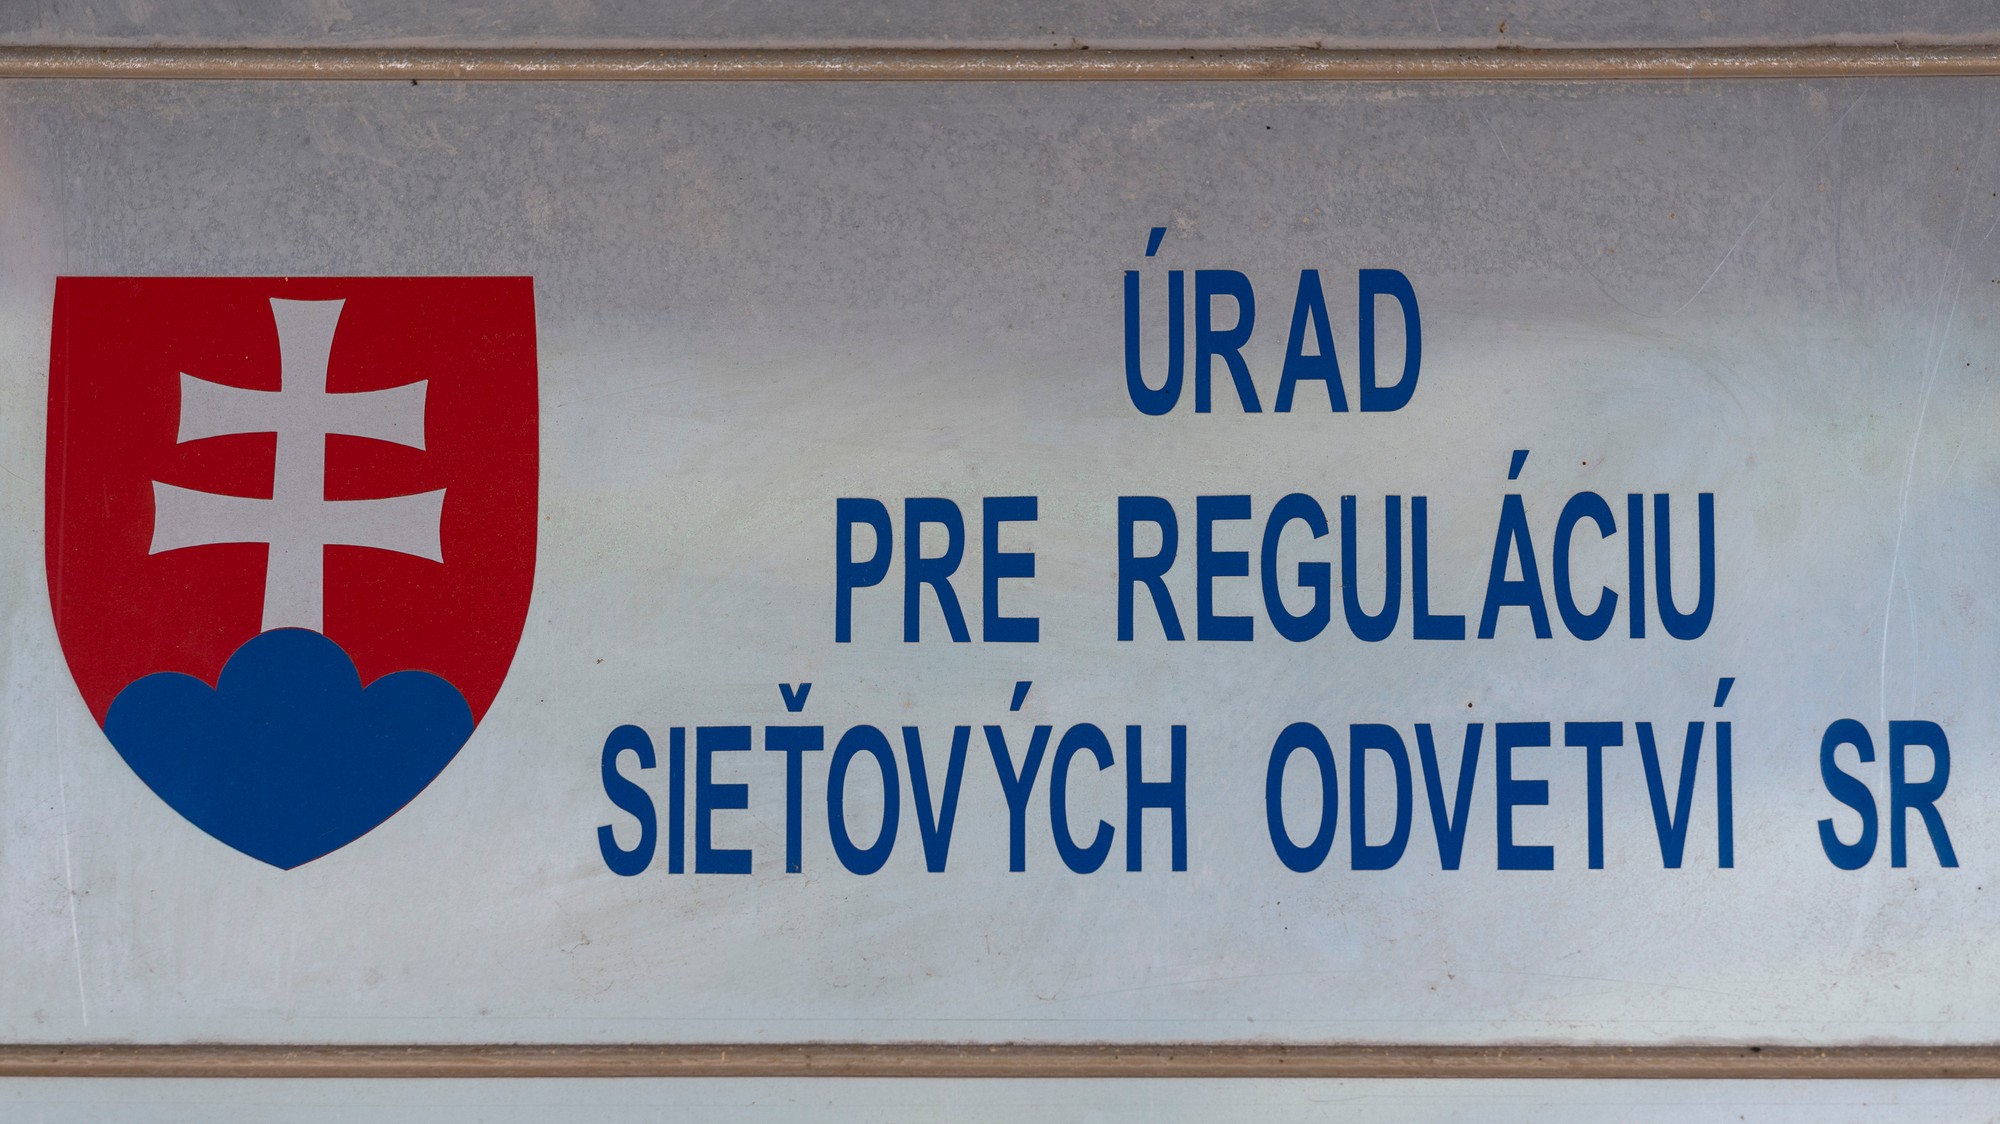 ÚRAD
PRE REGULÁCIU
SIEŤOVÝCH ODVETVÍ SR